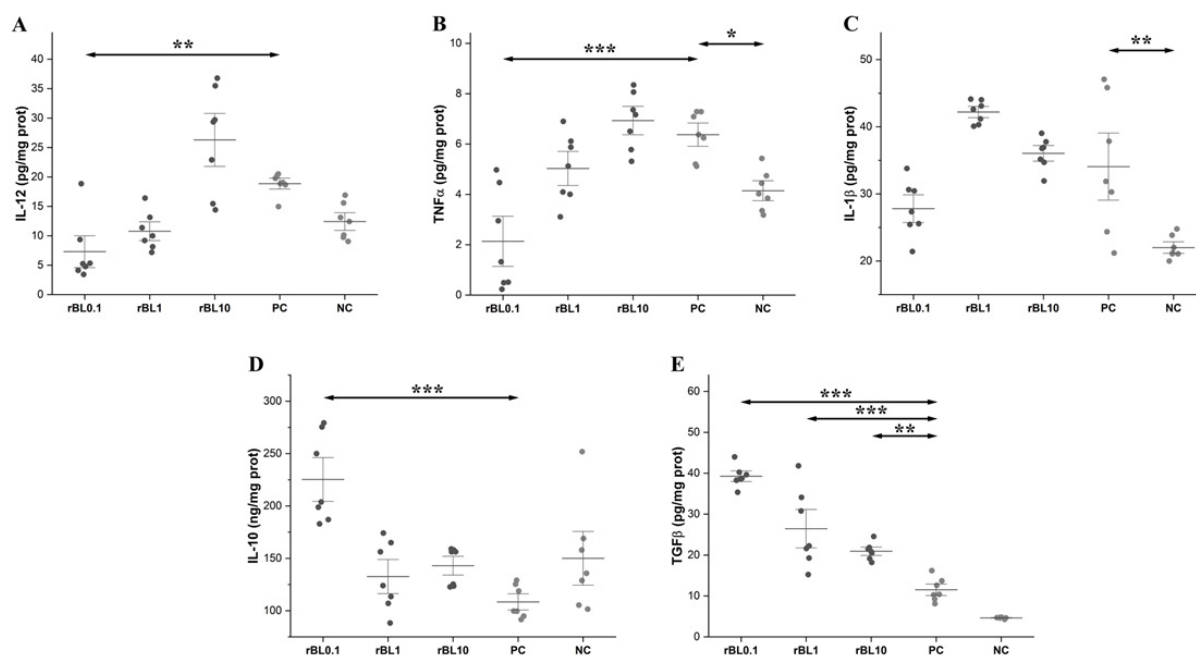 A
**
IL-12 (pg/mg prot)
40
35
30
25
20
15
10
5
0
rBL0.1 rBL1 rBL10 PC NC
B
***
*
TNFα (pg/mg prot)
10
8
6
4
2
0
rBL0.1 rBL1 rBL10 PC NC
C
**
IL-1β (pg/mg prot)
50
40
30
20
rBL0.1 rBL1 rBL10 PC NC
D
***
IL-10 (ng/mg prot)
300
250
200
150
100
rBL0.1 rBL1 rBL10 PC NC
E
***
***
**
TGFβ (pg/mg prot)
60
50
40
30
20
10
0
rBL0.1 rBL1 rBL10 PC NC